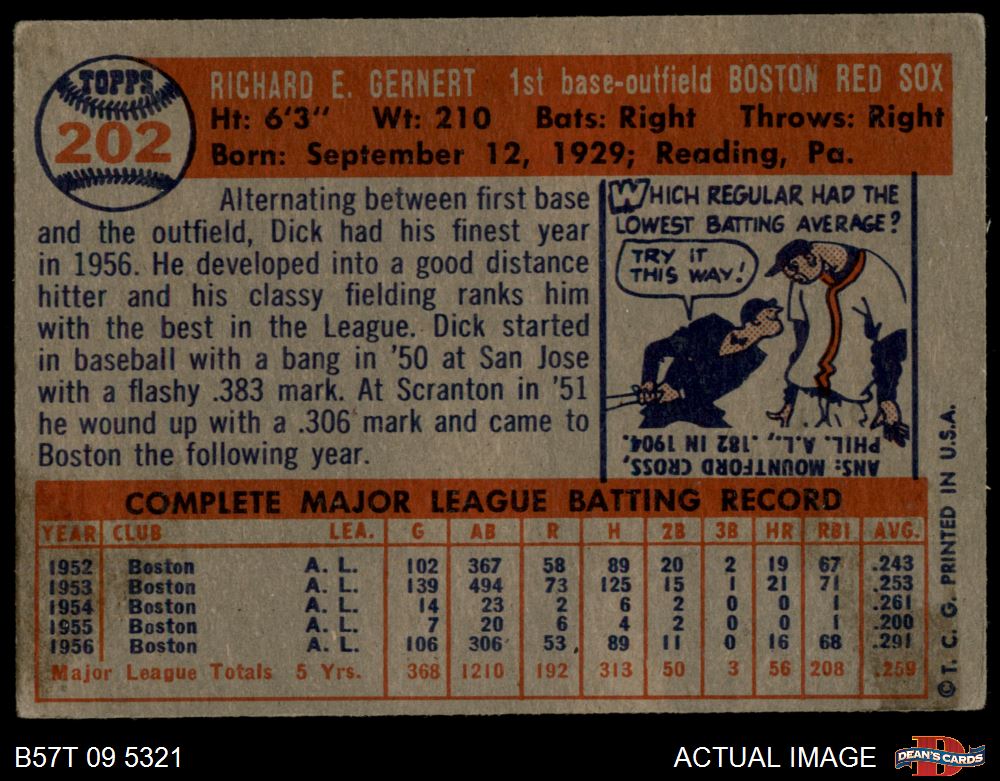 TOPPS
202
RICHARD E. GERNERT 1st base-outfield BOSTON RED SOX
Ht: 6'3" Wt: 210 Bats: Right Throws: Right
Born: September 12, 1929; Reading, Pa.
Alternating between first base
and the outfield, Dick had his finest year
in 1956. He developed into a good distance
hitter and his classy fielding ranks him
with the best in the League. Dick started
in baseball with a bang in '50 at San Jose
with a flashy .383 mark. At Scranton in '51
he wound up with a .306 mark and came to
Boston the following year.
WHICH REGULAR HAD THE
LOWEST BATTING AVERAGE?
TRY IT
THIS WAY!
ANS: MOUNTFORD CROSS,
PHIL. A.L., .182 IN 1904.
COMPLETE MAJOR LEAGUE BATTING RECORD
YEAR CLUB LEA. G AB R H 2B 3B HR RBI AVG.
1952 Boston A. L. 102 367 58 89 20 2 19 67 .243
1953 Boston A. L. 139 494 73 125 15 1 21 71 .253
1954 Boston A. L. 14 23 2 6 2 0 0 1 .261
1955 Boston A. L. 7 20 6 4 2 0 0 1 .200
1956 Boston A. L. 106 306 53 89 11 0 16 68 .291
Major League Totals 5 Yrs. 368 1210 192 313 50 3 56 208 .259
© T. C. G. PRINTED IN U.S.A.
B57T 09 5321
ACTUAL IMAGE
DEAN'S CARDS